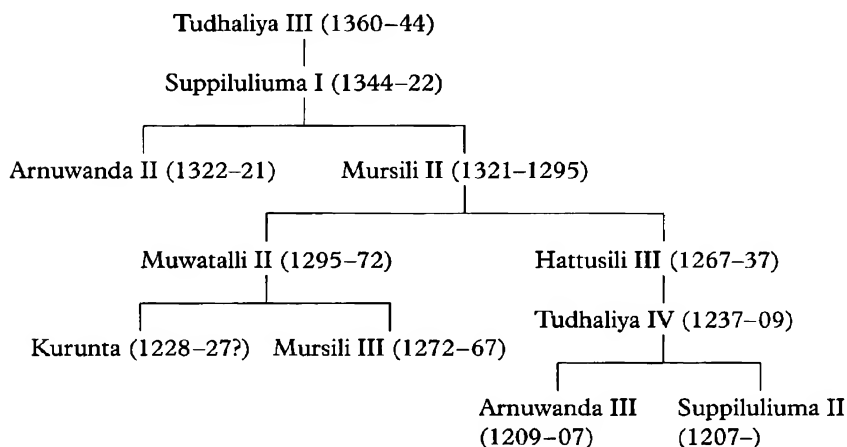 Tudhaliya III (1360–44)
Suppiluliuma I (1344–22)
Arnuwanda II (1322–21) Mursili II (1321–1295)
Muwatalli II (1295–72) Hattusili III (1267–37)
Tudhaliya IV (1237–09)
Kurunta (1228–27?) Mursili III (1272–67)
Arnuwanda III Suppiluliuma II
(1209–07) (1207–)